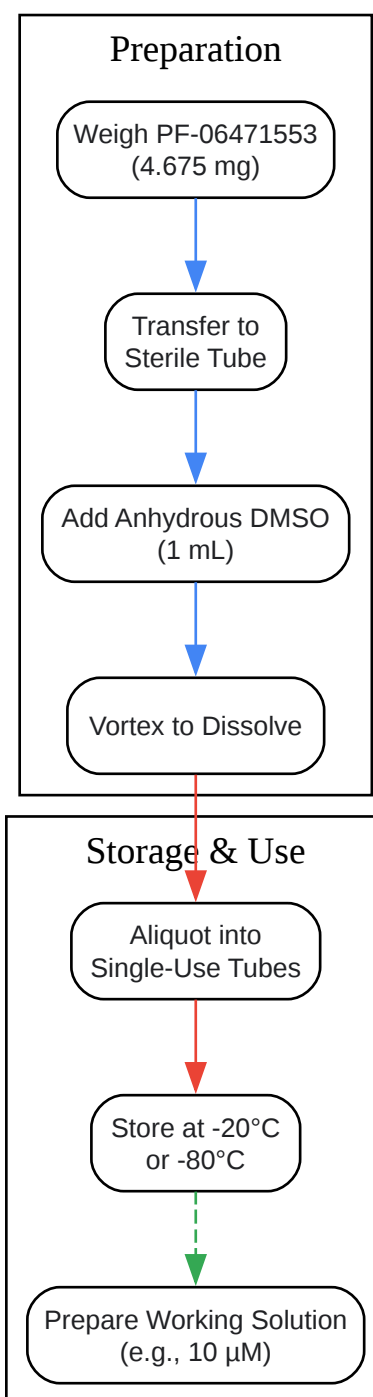 Preparation
Weigh PF-06471553
(4.675 mg)
Transfer to
Sterile Tube
Add Anhydrous DMSO
(1 mL)
Vortex to Dissolve
Storage & Use
Aliquot into
Single-Use Tubes
Store at -20°C
or -80°C
Prepare Working Solution
(e.g., 10 µM)